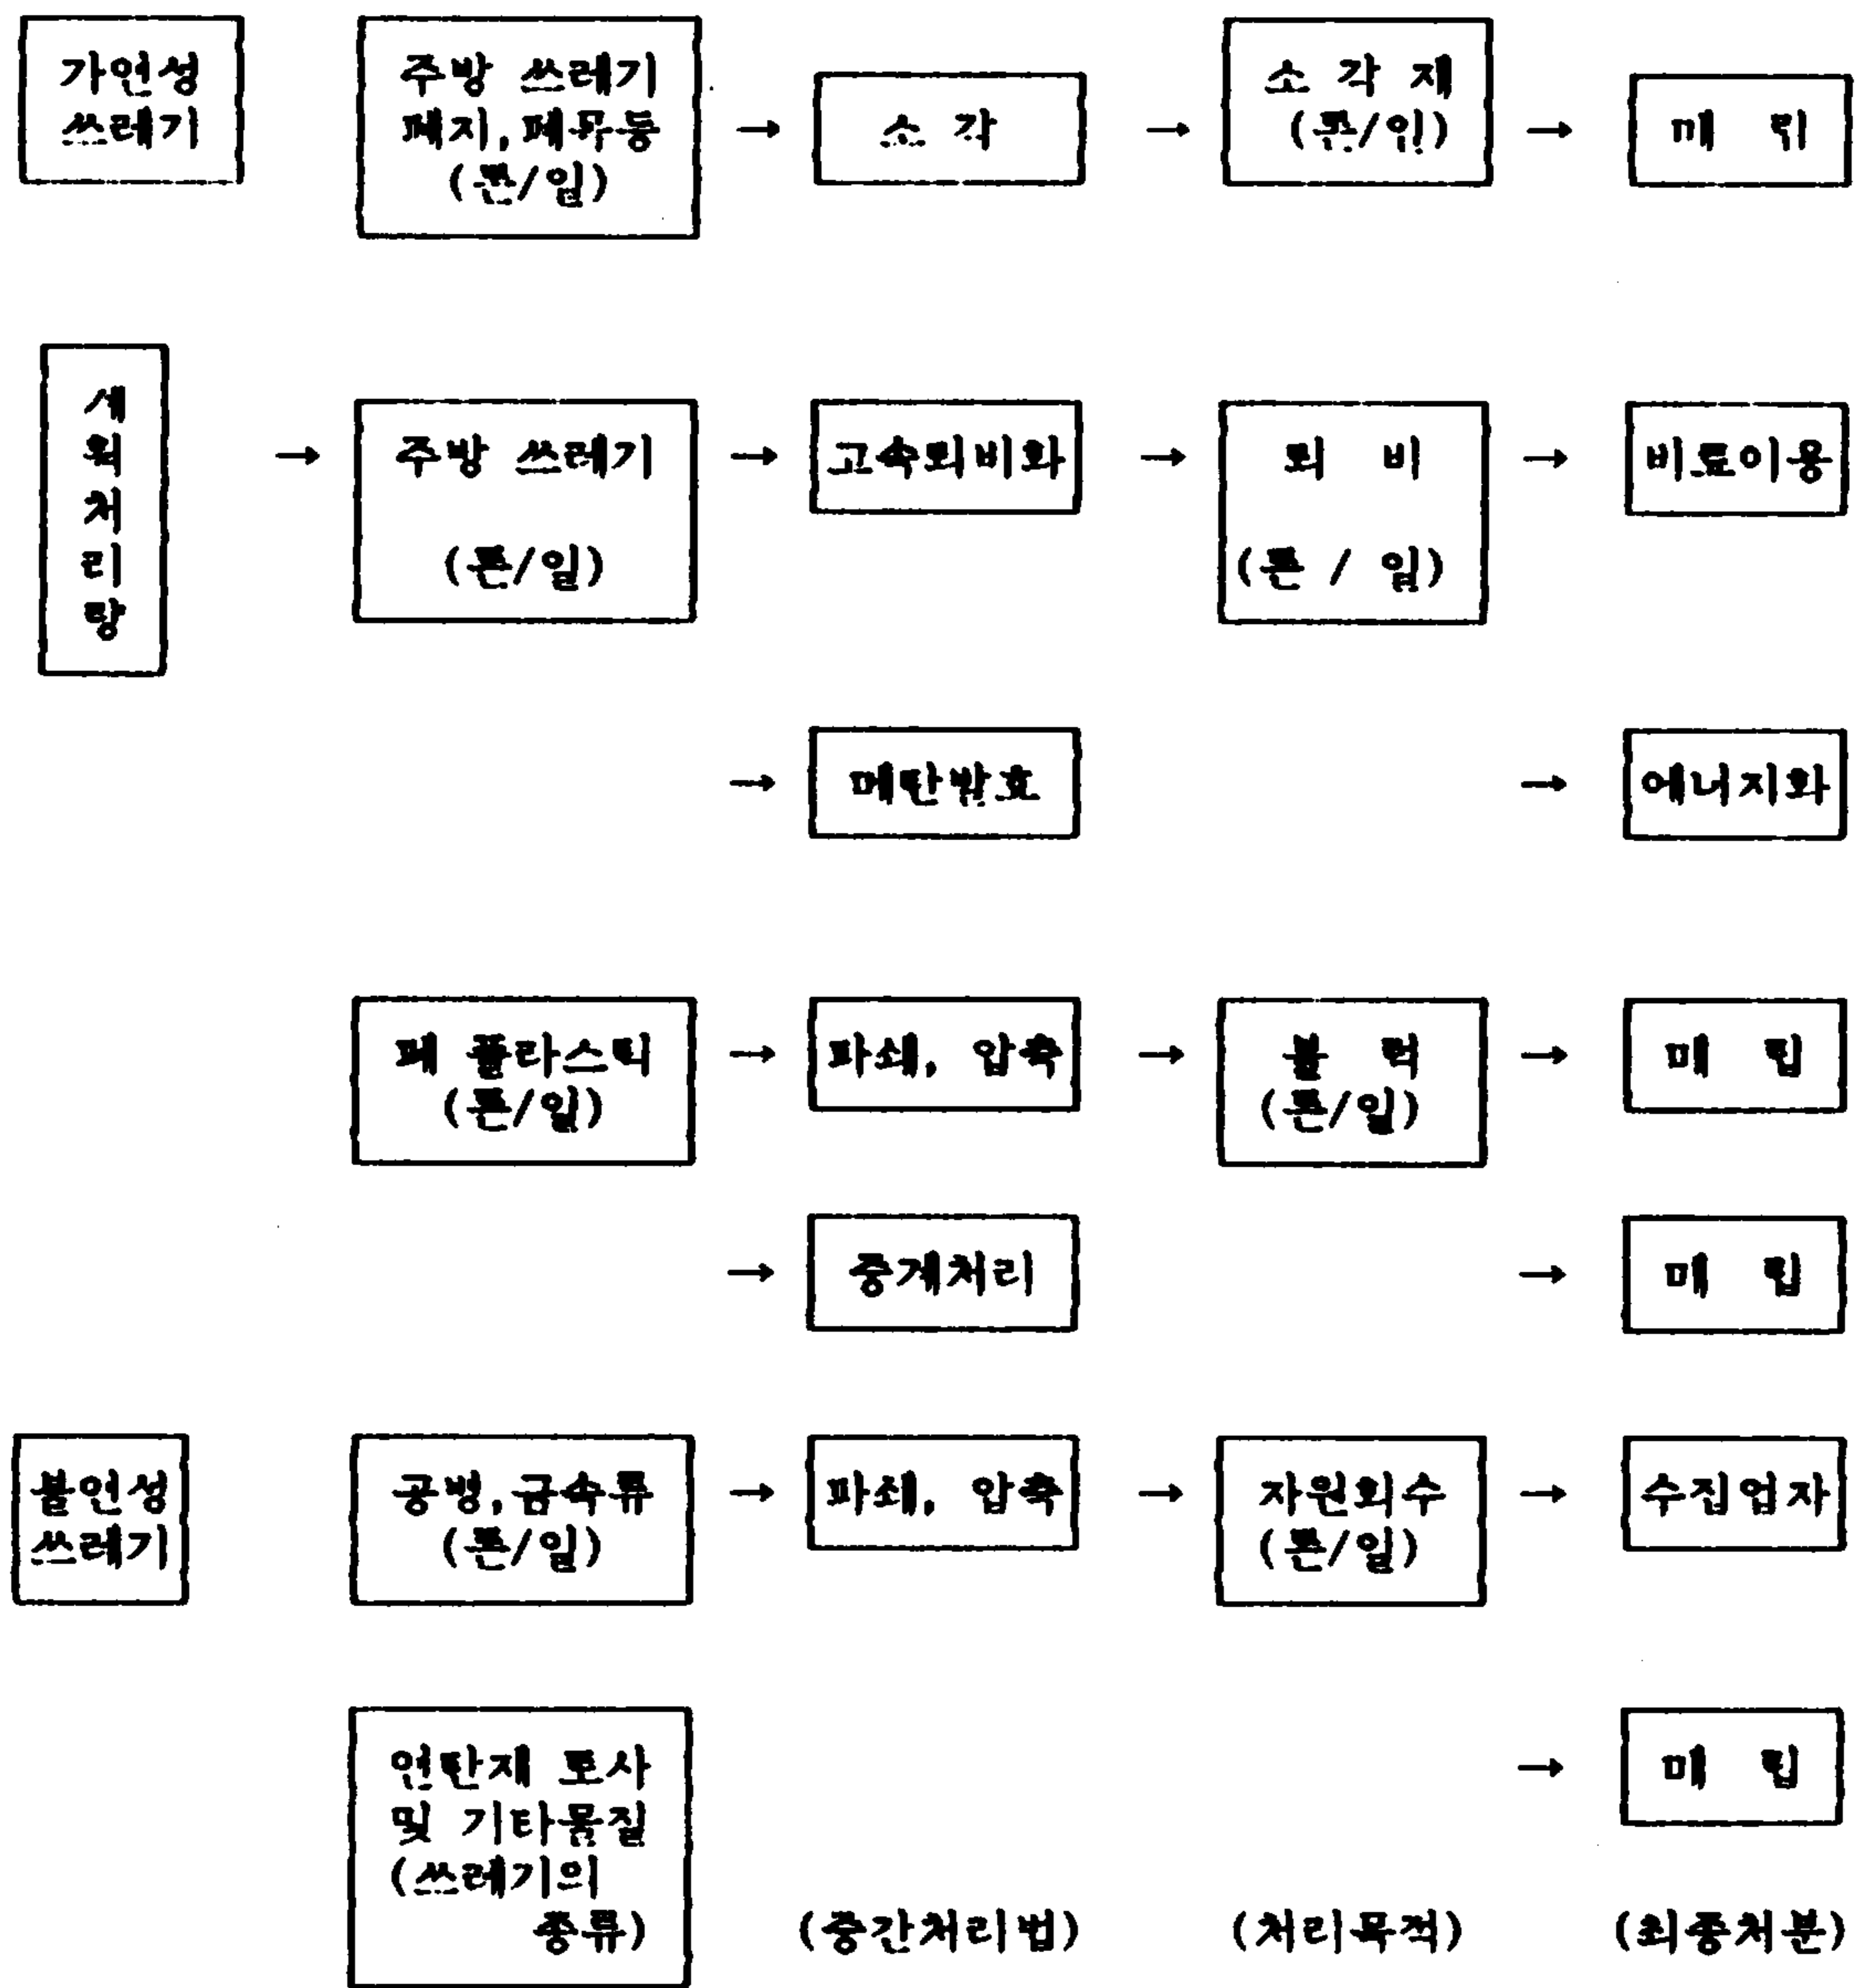 가연성
쓰레기
주방 쓰레기
폐지,폐목등
(톤/일)
→
소 각
→
소 각 재
(톤/일)
→
매 립
계
획
처
리
량
→
주방 쓰레기
(톤/일)
→
고속퇴비화
→
퇴 비
(톤 / 일)
→
비료이용
→
메탄발효
→
에너지화
폐 플라스틱
(톤/일)
→
파쇄, 압축
→
블 럭
(톤/일)
→
매 립
→
중계처리
→
매 립
불연성
쓰레기
공병,금속류
(톤/일)
→
파쇄, 압축
→
자원회수
(톤/일)
→
수집업자
연탄재 토사
및 기타물질
(쓰레기의
종류)
→
매 립
(중간처리법)
(처리목적)
(최종처분)